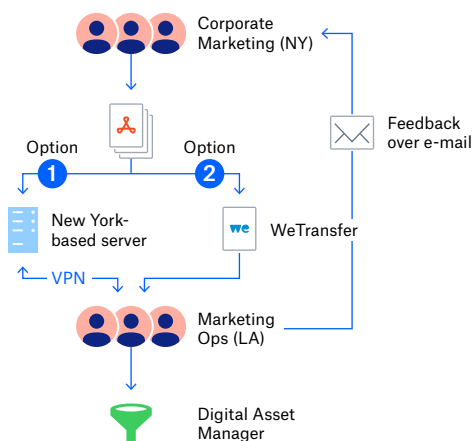 Corporate
Marketing (NY)
Feedback
over e-mail
Option
1
Option
2
New York-
based server
we
WeTransfer
VPN
Marketing
Ops (LA)
Digital Asset
Manager